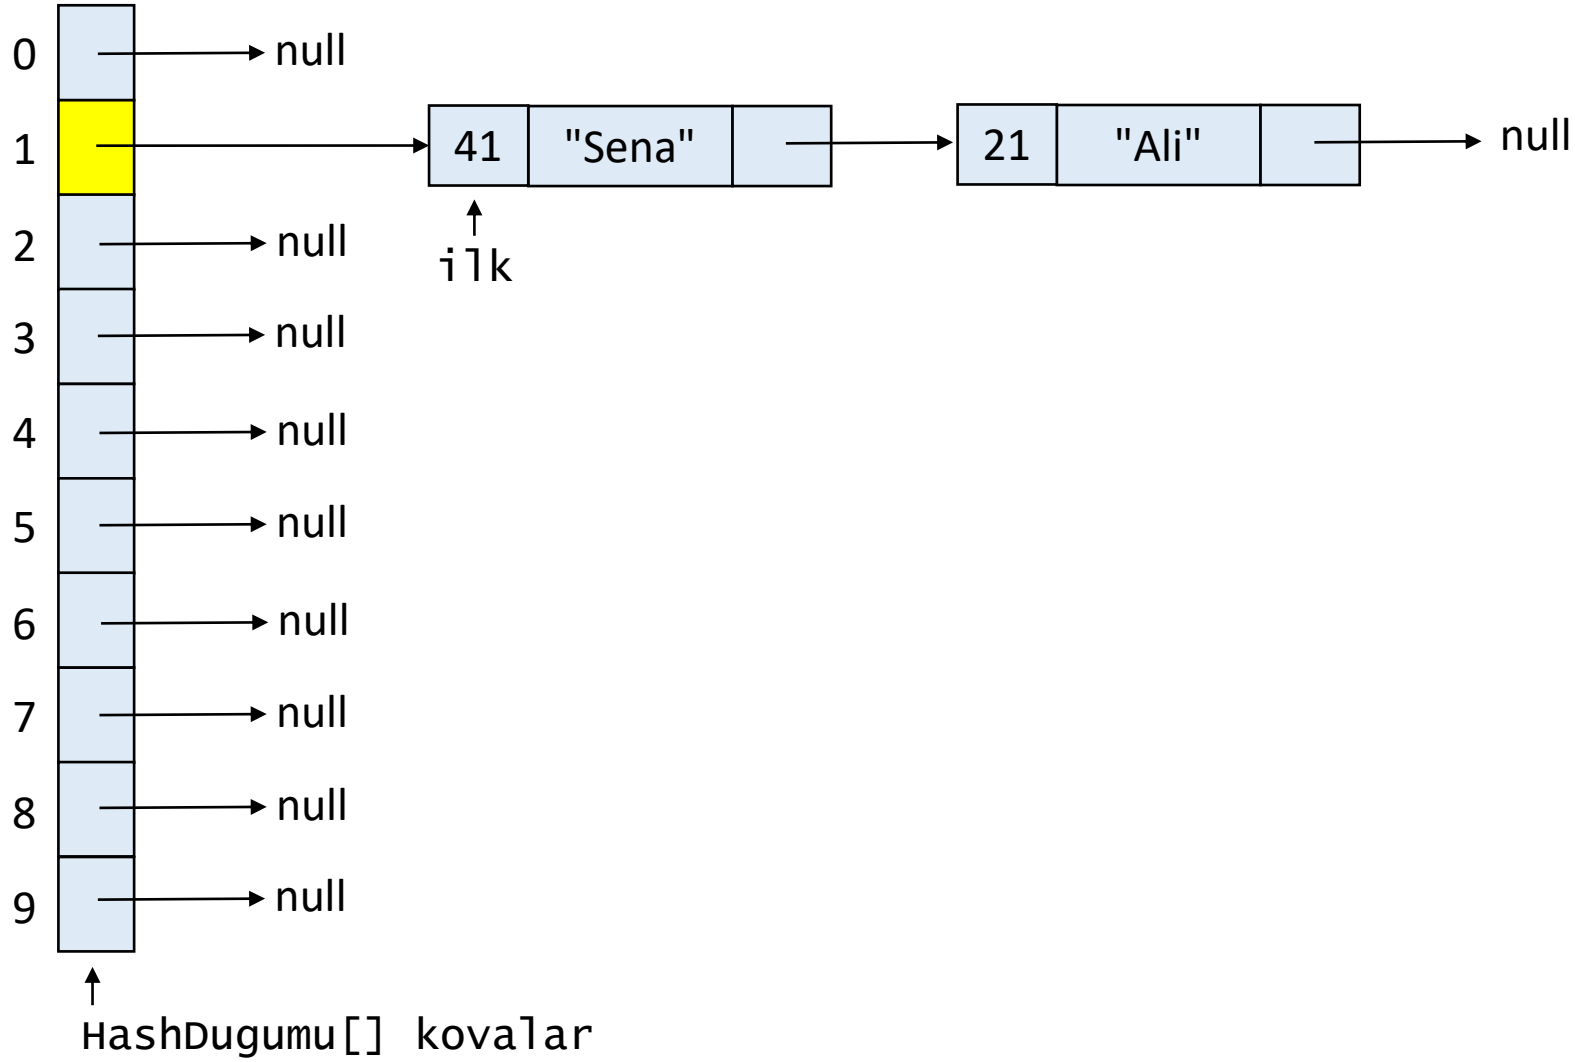 0 null
1 41 "Sena" 21 "Ali" null
ilk
2 null
3 null
4 null
5 null
6 null
7 null
8 null
9 null
HashDugumu[] kovalar